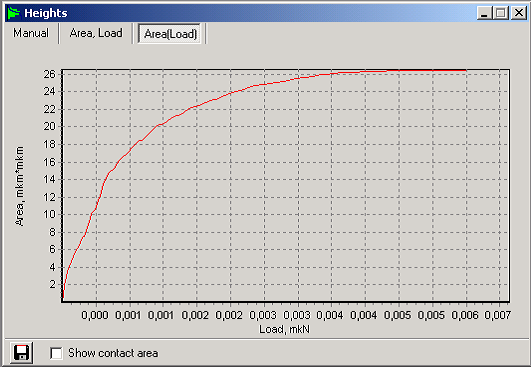 Heights
Manual Area, Load Area(Load)
26
24
22
20
18
16
14
12
10
8
6
4
2
Area, mkm*mkm
0,000 0,001 0,001 0,002 0,002 0,003 0,003 0,004 0,004 0,005 0,006 0,006 0,007
Load, mkN
Show contact area